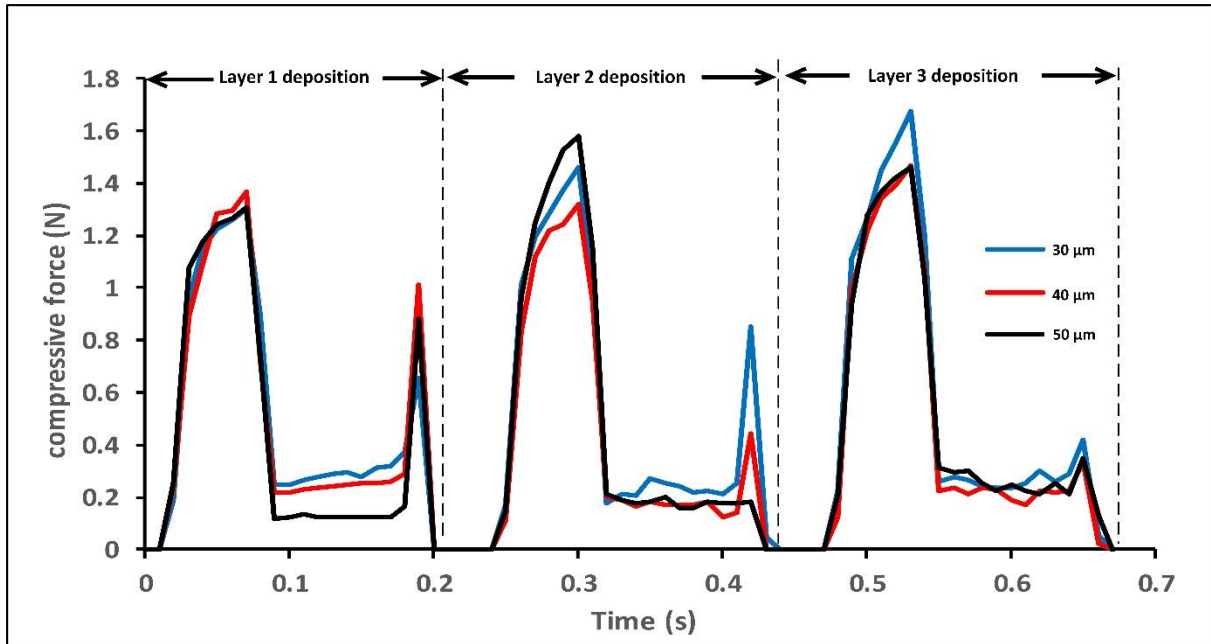 Layer 1 deposition
Layer 2 deposition
Layer 3 deposition
1.8
1.6
1.4
1.2
1
0.8
0.6
0.4
0.2
0
compressive force (N)
30 µm
40 µm
50 µm
0
0.1
0.2
0.3
0.4
0.5
0.6
0.7
Time (s)